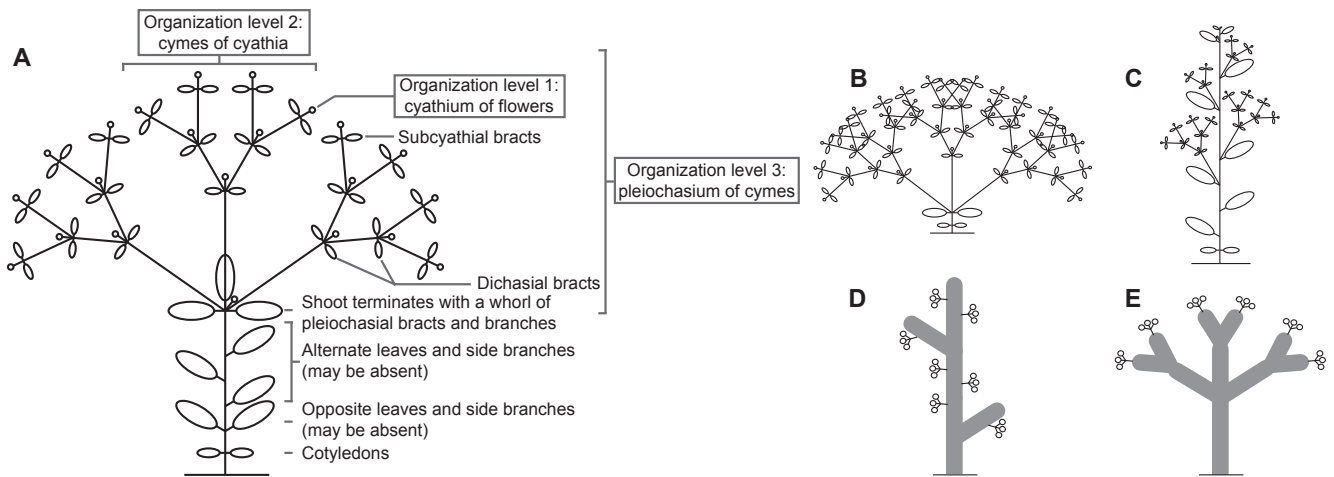 A
Organization level 2:
cymes of cyathia
Organization level 1:
cyathium of flowers
Subcyathial bracts
Organization level 3:
pleiochasium of cymes
Dichasial bracts
Shoot terminates with a whorl of
pleiochasial bracts and branches
Alternate leaves and side branches
(may be absent)
Opposite leaves and side branches
(may be absent)
Cotyledons
B
C
D
E